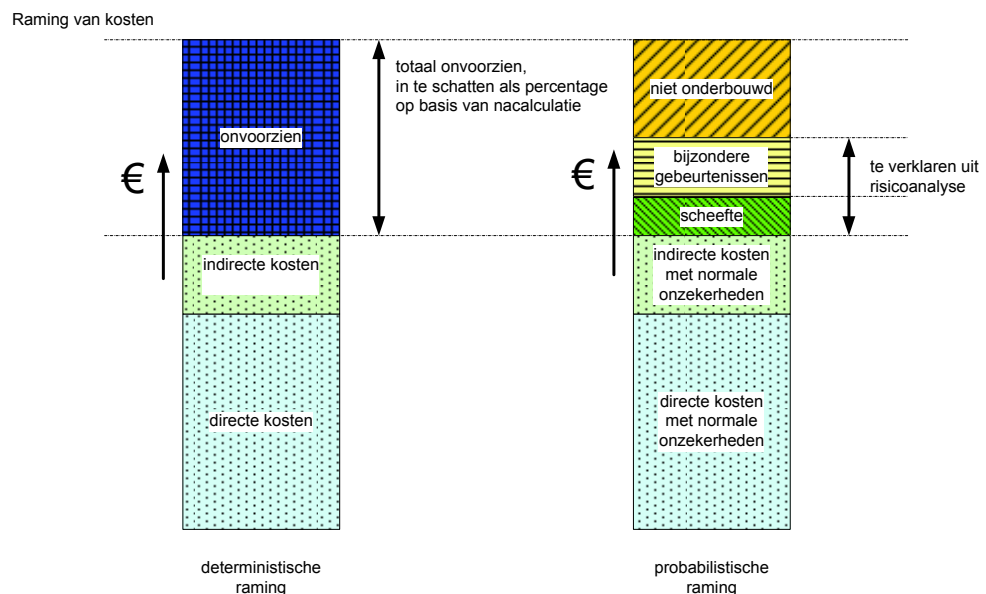 Raming van kosten
onvoorzien
€
indirecte kosten
directe kosten
deterministische
raming
totaal onvoorzien,
in te schatten als percentage
op basis van nacalculatie
niet onderbouwd
bijzondere
gebeurtenissen
scheefte
€
indirecte kosten
met normale
onzekerheden
directe kosten
met normale
onzekerheden
probabilistische
raming
te verklaren uit
risicoanalyse